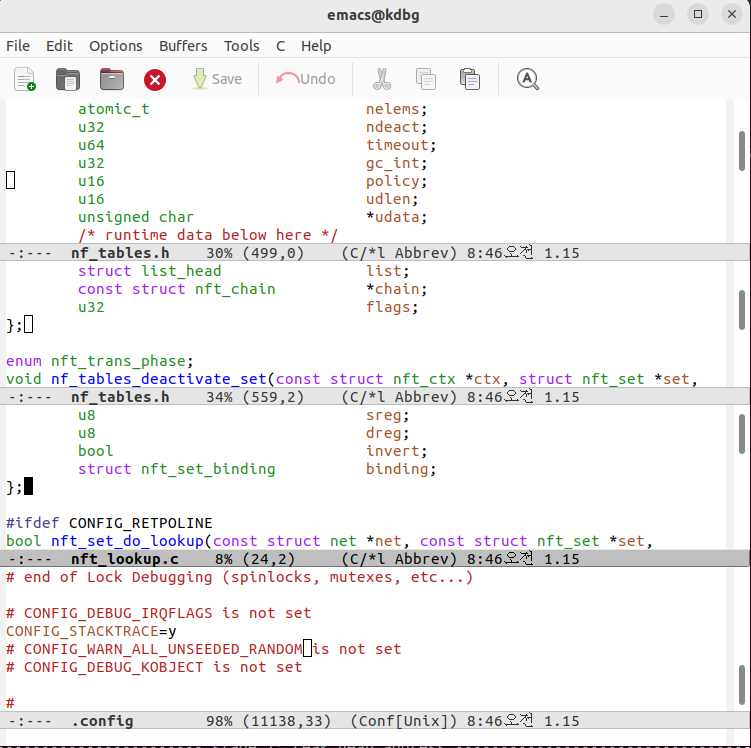 emacs@kdbg
File Edit Options Buffers Tools C Help
Save Undo
atomic_t nelems;
u32 ndeact;
u64 timeout;
u32 gc_int;
u16 policy;
u16 udlen;
unsigned char *udata;
/* runtime data below here */
-:--- nf_tables.h 30% (499,0) (C/*l Abbrev) 8:46오전 1.15
struct list_head list;
const struct nft_chain *chain;
u32 flags;
};
enum nft_trans_phase;
void nf_tables_deactivate_set(const struct nft_ctx *ctx, struct nft_set *set,
-:--- nf_tables.h 34% (559,2) (C/*l Abbrev) 8:46오전 1.15
u8 sreg;
u8 dreg;
bool invert;
struct nft_set_binding binding;
};
#ifdef CONFIG_RETPOLINE
bool nft_set_do_lookup(const struct net *net, const struct nft_set *set,
-:--- nft_lookup.c 8% (24,2) (C/*l Abbrev) 8:46오전 1.15
# end of Lock Debugging (spinlocks, mutexes, etc...)
# CONFIG_DEBUG_IRQFLAGS is not set
CONFIG_STACKTRACE=y
# CONFIG_WARN_ALL_UNSEEDED_RANDOM is not set
# CONFIG_DEBUG_KOBJECT is not set
#
-:--- .config 98% (11138,33) (Conf[Unix]) 8:46오전 1.15